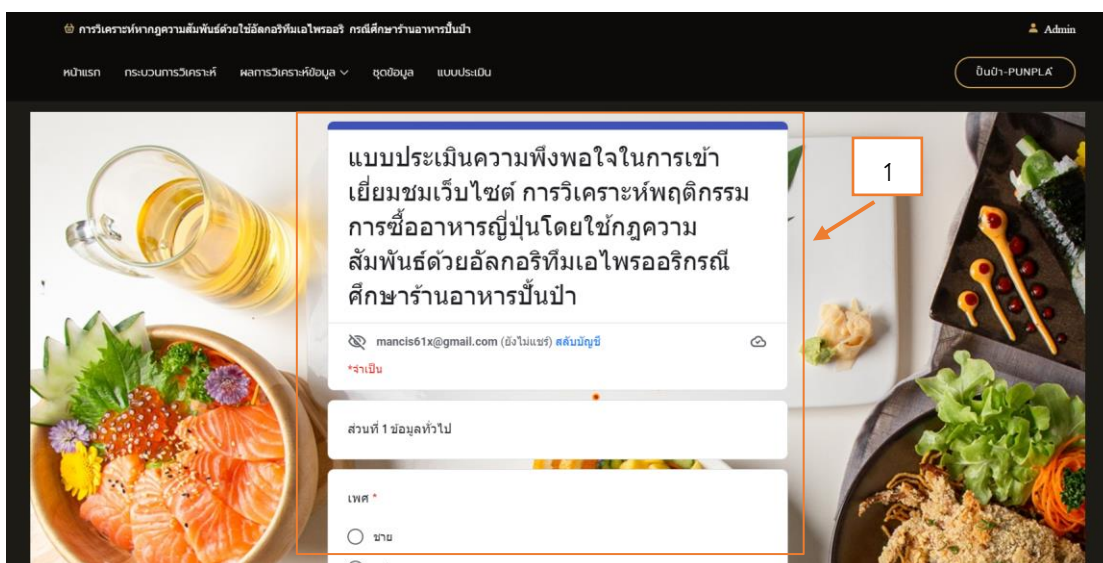 การวิเคราะห์หากฎความสัมพันธ์ด้วยใช้อัลกอริทึมเอไพรออริ กรณีศึกษาร้านอาหารปั้นป้า
Admin
หน้าแรก กระบวนการวิเคราะห์ ผลการวิเคราะห์ข้อมูล ชุดข้อมูล แบบประเมิน
ปั้นป้า-PUNPLA
1
แบบประเมินความพึงพอใจในการเข้า
เยี่ยมชมเว็บไซต์ การวิเคราะห์พฤติกรรม
การซื้ออาหารญี่ปุ่นโดยใช้กฎความ
สัมพันธ์ด้วยอัลกอริทึมเอไพรออริกรณี
ศึกษาร้านอาหารปั้นป้า
mancis61x@gmail.com (ยังไม่แชร์) สลับบัญชี
*จำเป็น
ส่วนที่ 1 ข้อมูลทั่วไป
เพศ *
ชาย